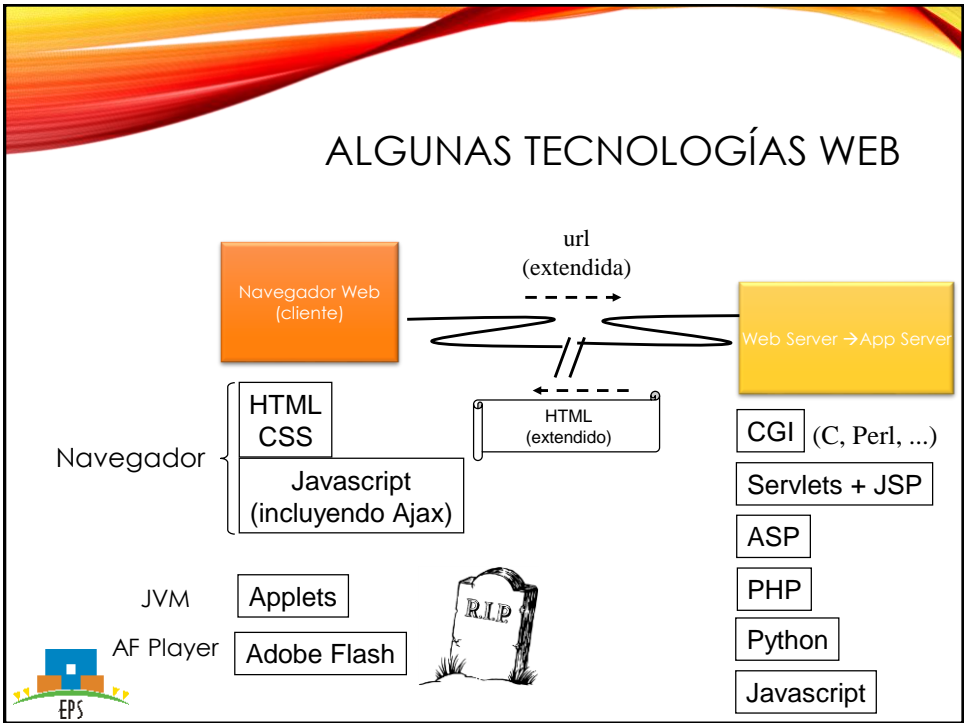 ALGUNAS TECNOLOGÍAS WEB
url
(extendida)
Navegador Web
(cliente)
Web Server →App Server
HTML
(extendido)
Navegador
HTML
CSS
Javascript
(incluyendo Ajax)
JVM
Applets
AF Player
Adobe Flash
R.I.P
CGI (C, Perl, ...)
Servlets + JSP
ASP
PHP
Python
Javascript
EPS